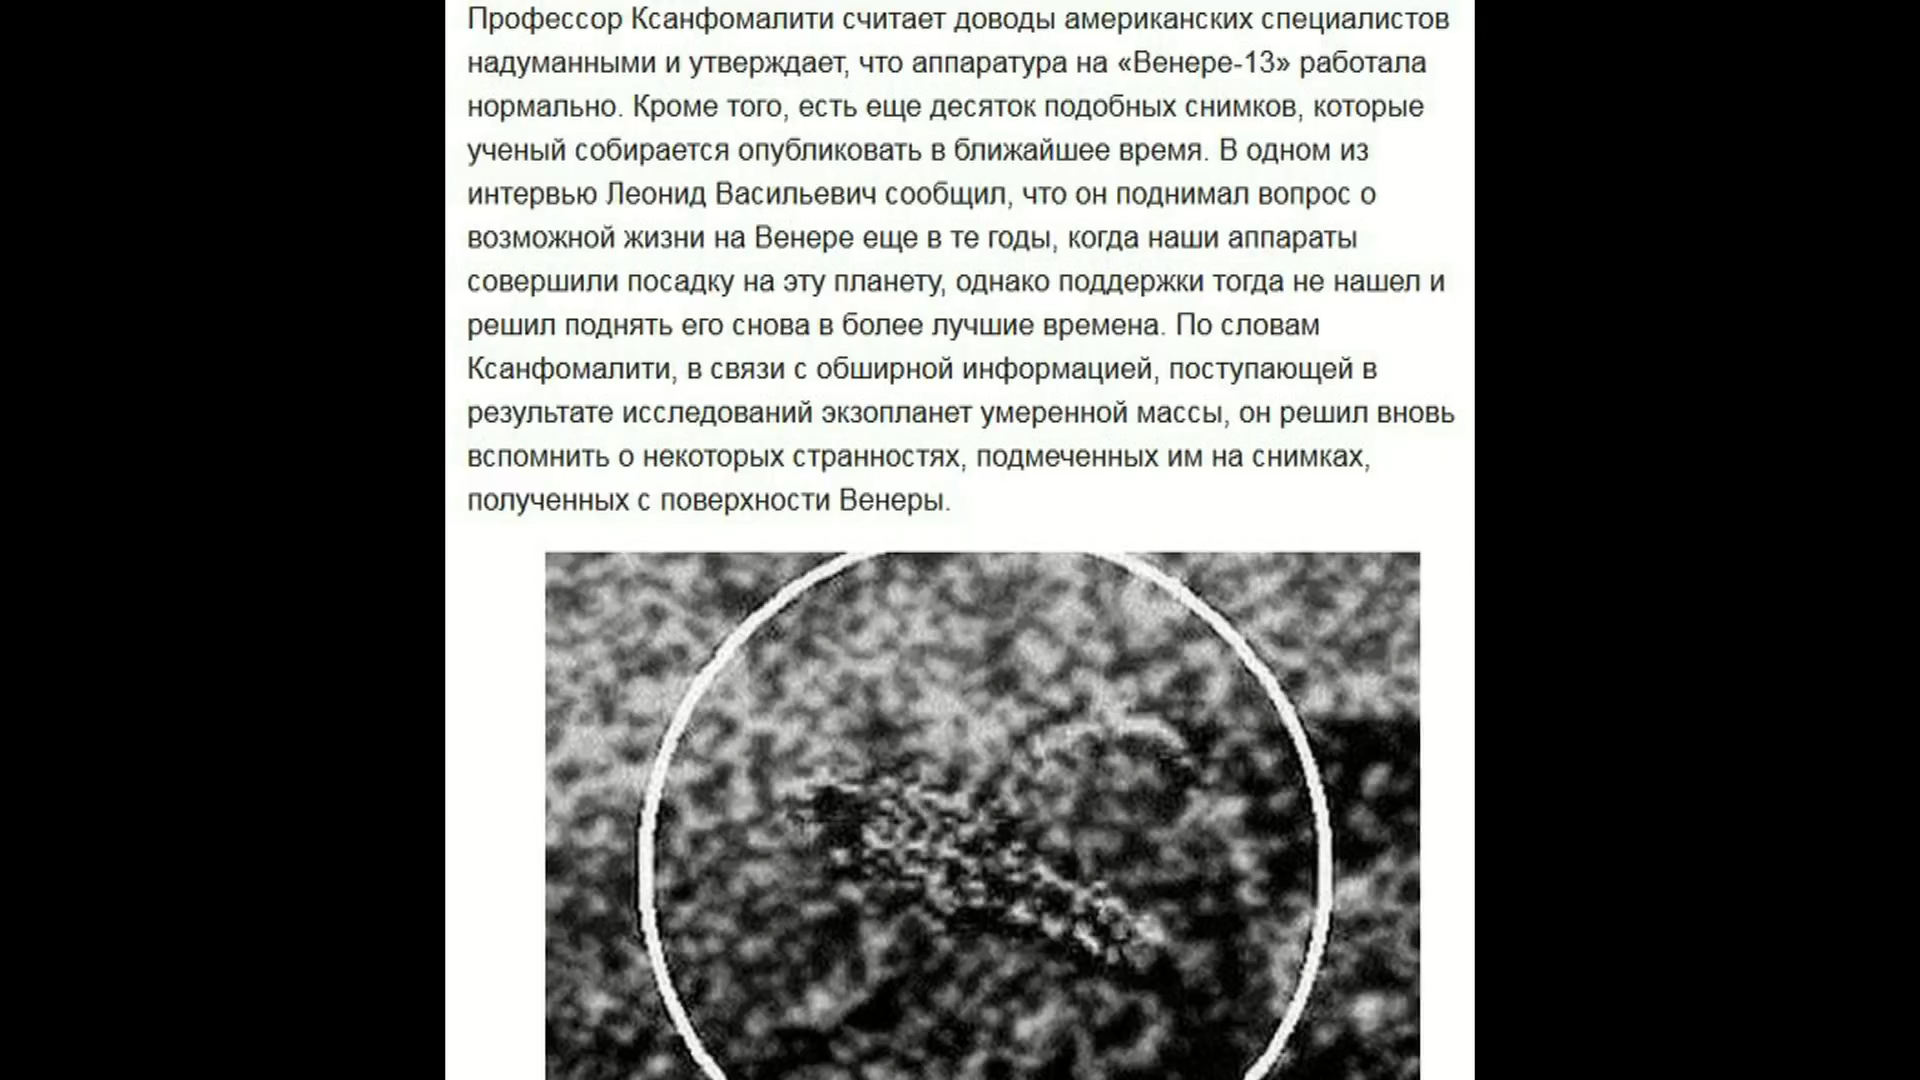 Профессор Ксанфомалити считает доводы американских специалистов
надуманными и утверждает, что аппаратура на «Венере-13» работала
нормально. Кроме того, есть еще десяток подобных снимков, которые
ученый собирается опубликовать в ближайшее время. В одном из
интервью Леонид Васильевич сообщил, что он поднимал вопрос о
возможной жизни на Венере еще в те годы, когда наши аппараты
совершили посадку на эту планету, однако поддержки тогда не нашел и
решил поднять его снова в более лучшие времена. По словам
Ксанфомалити, в связи с обширной информацией, поступающей в
результате исследований экзопланет умеренной массы, он решил вновь
вспомнить о некоторых странностях, подмеченных им на снимках,
полученных с поверхности Венеры.